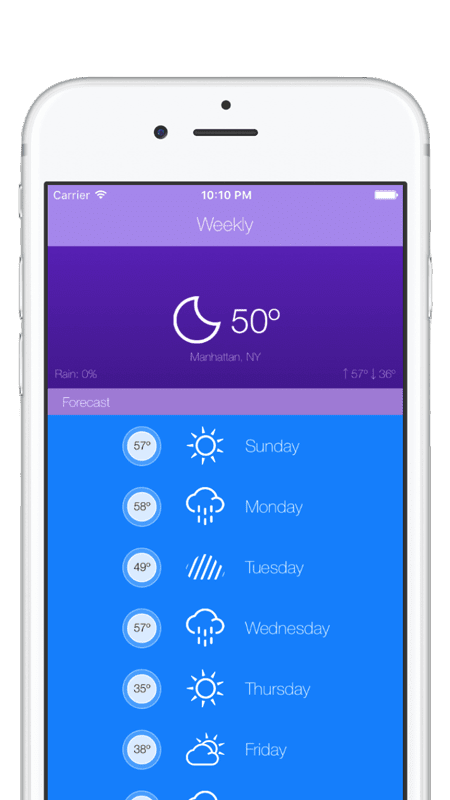 Carrier 10:10 PM
Weekly
50º
Manhattan, NY
Rain: 0% ↑ 57º ↓ 36º
Forecast
57º Sunday
58º Monday
49º Tuesday
57º Wednesday
35º Thursday
38º Friday